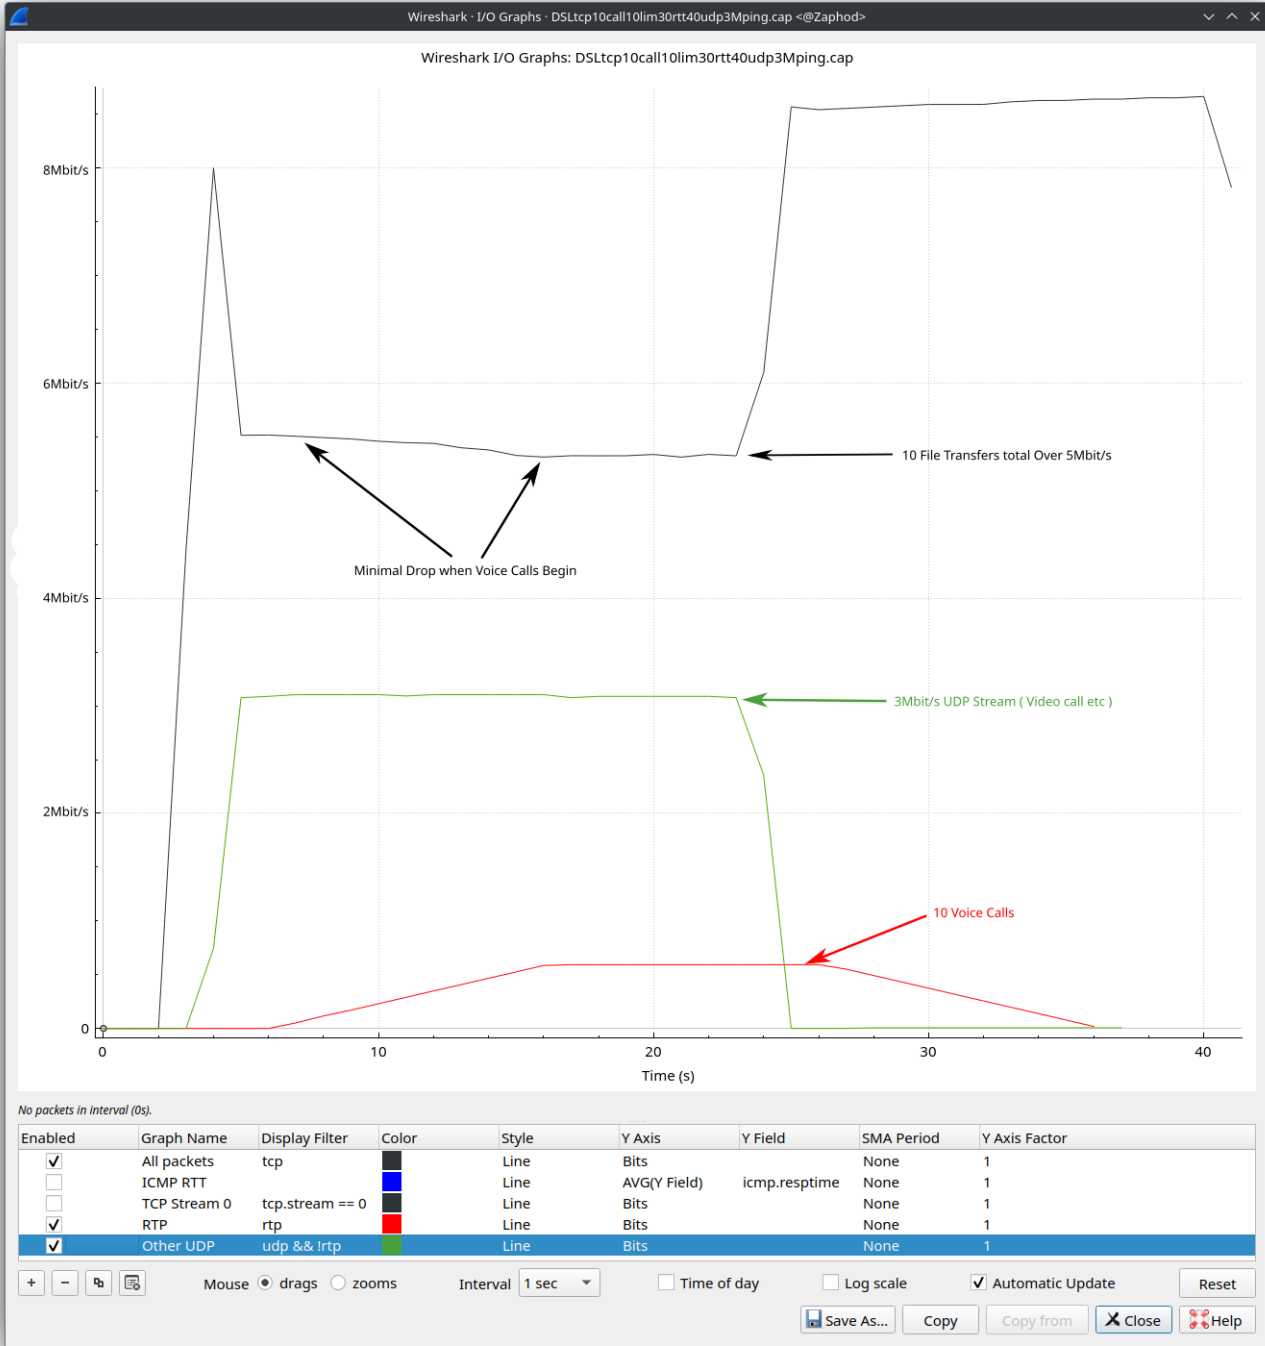 Wireshark · I/O Graphs · DSLtcp10call10lim30rtt40udp3Mping.cap <@Zaphod>
Wireshark I/O Graphs: DSLtcp10call10lim30rtt40udp3Mping.cap
8Mbit/s
6Mbit/s
10 File Transfers total Over 5Mbit/s
Minimal Drop when Voice Calls Begin
4Mbit/s
3Mbit/s UDP Stream ( Video call etc )
2Mbit/s
10 Voice Calls
0
0 10 20 30 40
Time (s)
No packets in interval (0s).
Enabled Graph Name Display Filter Color Style Y Axis Y Field SMA Period Y Axis Factor
All packets tcp Line Bits None 1
ICMP RTT Line AVG(Y Field) icmp.resptime None 1
TCP Stream 0 tcp.stream == 0 Line Bits None 1
RTP rtp Line Bits None 1
Other UDP udp && !rtp Line Bits None 1
+ − Mouse drags zooms Interval 1 sec Time of day Log scale Automatic Update Reset
Save As... Copy Copy from Close Help